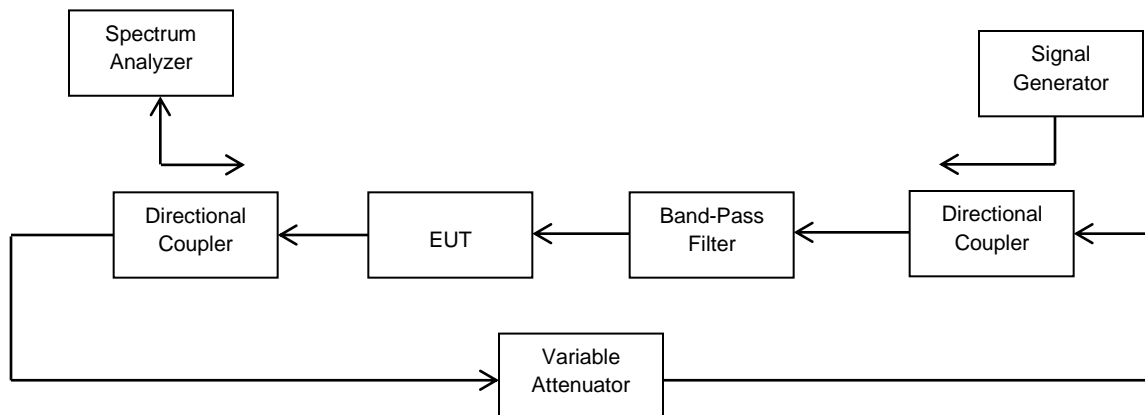 Spectrum
Analyzer
Signal
Generator
Directional
Coupler
EUT
Band-Pass
Filter
Directional
Coupler
Variable
Attenuator